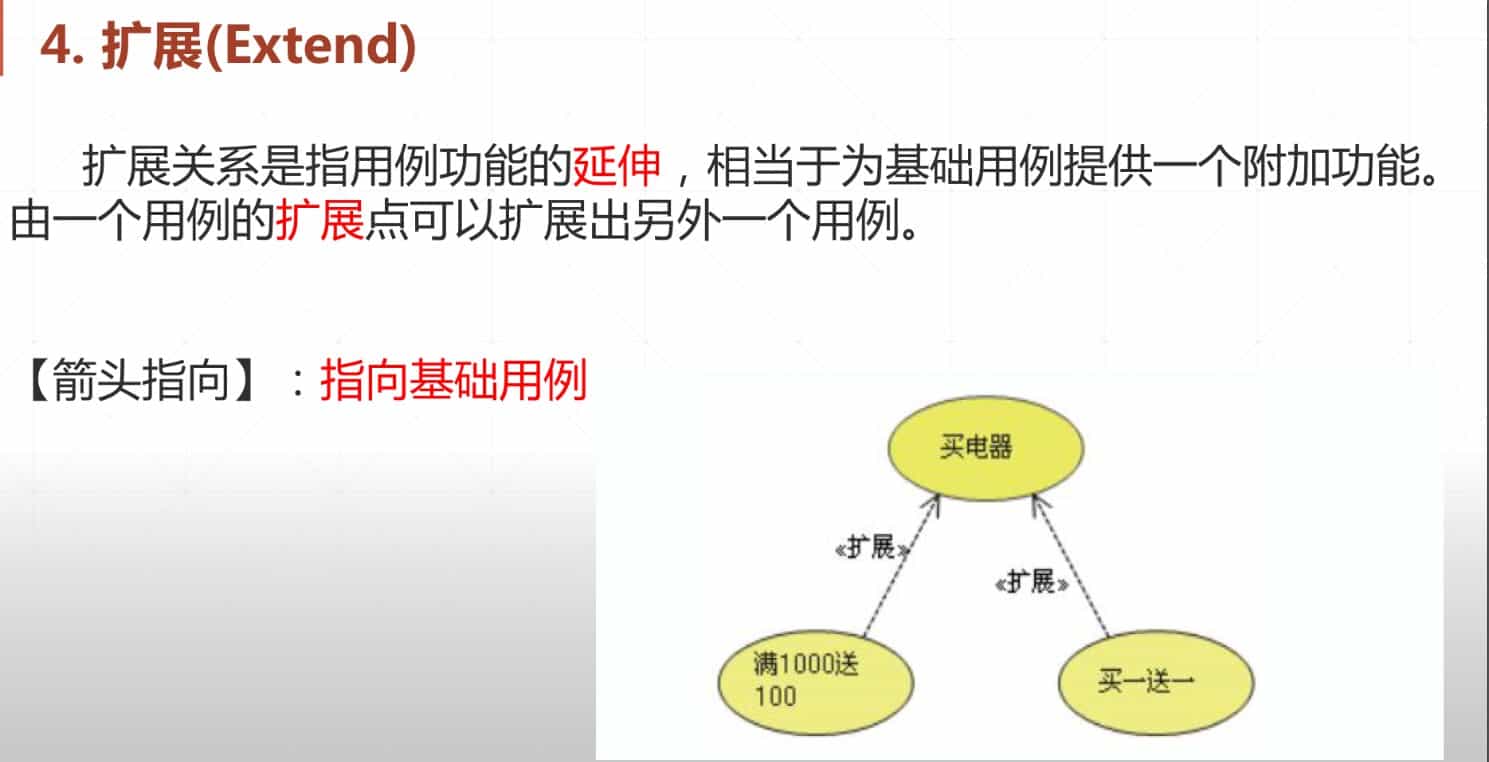 4. 扩展(Extend)
扩展关系是指用例功能的延伸，相当于为基础用例提供一个附加功能。
由一个用例的扩展点可以扩展出另外一个用例。
【箭头指向】：指向基础用例
买电器
«扩展»
«扩展»
满1000送
100
买一送一